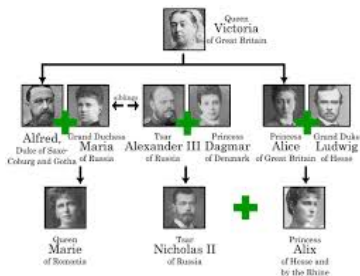 Queen
Victoria
of Great Britain
siblings
Alfred,
Duke of Saxe-
Coburg and Gotha
Grand Duchess
Maria
of Russia
Tsar
Alexander III
of Russia
Princess
Dagmar
of Denmark
Princess
Alice
of Great Britain
Grand Duke
Ludwig
of Hesse
Queen
Marie
of Romania
Tsar
Nicholas II
of Russia
Princess
Alix
of Hesse and
by the Rhine